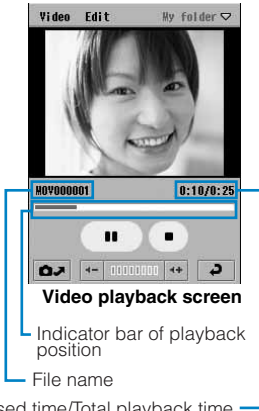 Video Edit My folder
MOV000001 0:10/0:25
Video playback screen
Indicator bar of playback
position
File name
sed time/Total playback time